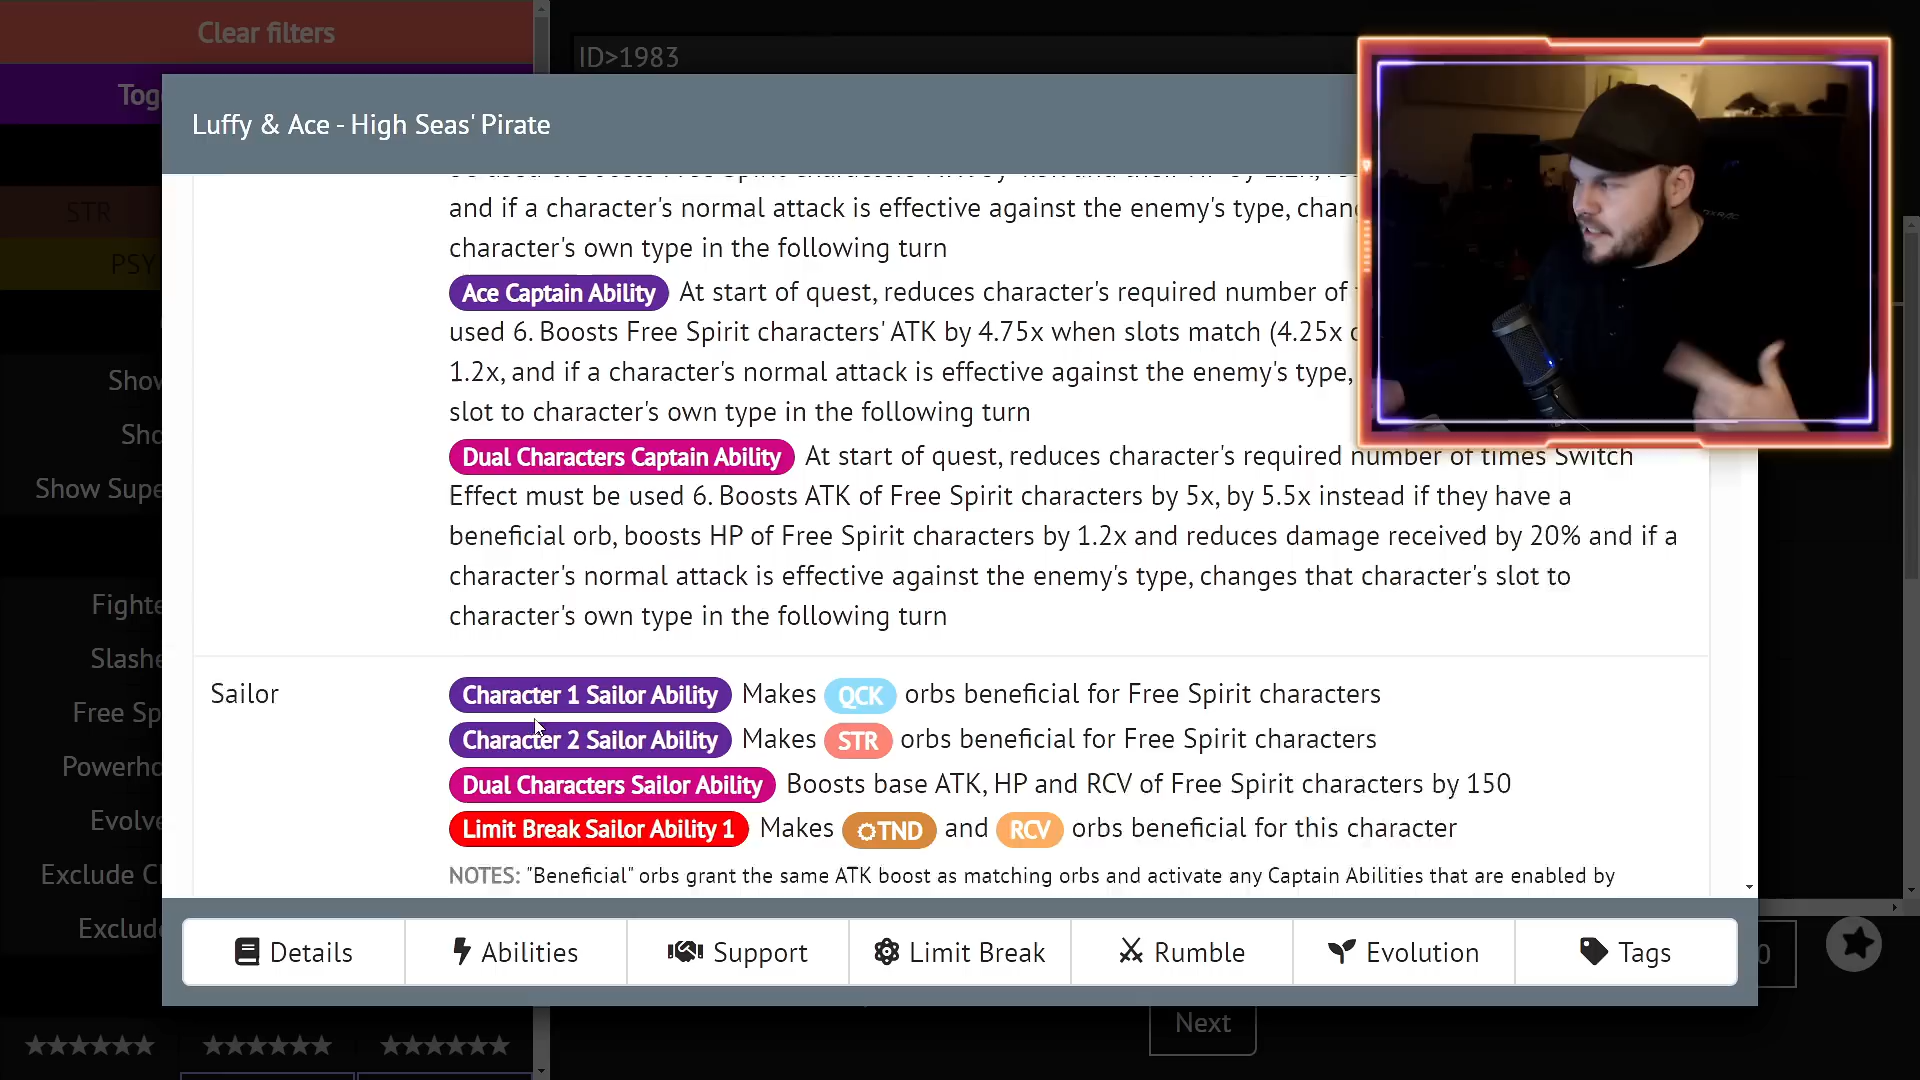 Clear filters
ID>1983
Tog
Luffy & Ace - High Seas' Pirate
STR
and if a character's normal attack is effective against the enemy's type, chan
character's own type in the following turn
PSY
Ace Captain Ability At start of quest, reduces character's required number of
used 6. Boosts Free Spirit characters' ATK by 4.75x when slots match (4.25x
1.2x, and if a character's normal attack is effective against the enemy's type,
Show
slot to character's own type in the following turn
Sho
Dual Characters Captain Ability At start of quest, reduces character's required number of times Switch
Show Supe
Effect must be used 6. Boosts ATK of Free Spirit characters by 5x, by 5.5x instead if they have a
beneficial orb, boosts HP of Free Spirit characters by 1.2x and reduces damage received by 20% and if a
character's normal attack is effective against the enemy's type, changes that character's slot to
Fighte
character's own type in the following turn
Slashe
Sailor
Character 1 Sailor Ability Makes QCK orbs beneficial for Free Spirit characters
Free Sp
Character 2 Sailor Ability Makes STR orbs beneficial for Free Spirit characters
Powerho
Dual Characters Sailor Ability Boosts base ATK, HP and RCV of Free Spirit characters by 150
Evolve
Limit Break Sailor Ability 1 Makes TND and RCV orbs beneficial for this character
Exclude Cl
NOTES: "Beneficial" orbs grant the same ATK boost as matching orbs and activate any Captain Abilities that are enabled by
Exclud
Details Abilities Support Limit Break Rumble Evolution Tags
0
Next